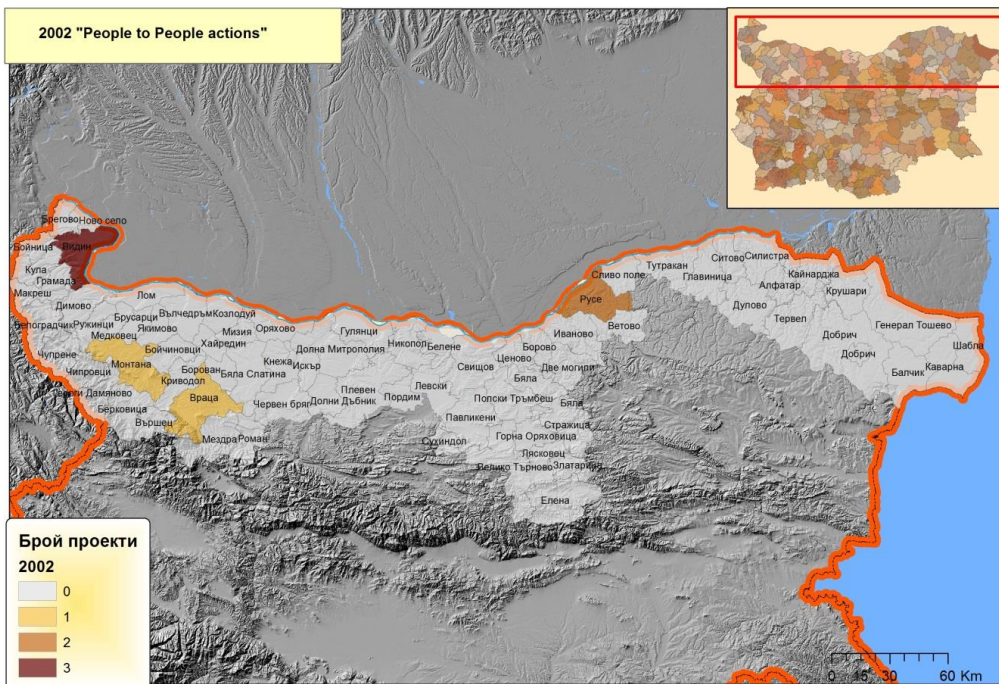 2002 "People to People actions"
Брегово
Ново село
Бойница
Видин
Кула
Грамада
Макреш
Димово
Лом
Белоградчик
Ружинци
Брусарци
Вълчедръм
Козлодуй
Медковец
Якимово
Хайредин
Мизия
Оряхово
Чупрене
Монтана
Бойчиновци
Чипровци
Криводол
Борован
Бяла Слатина
Кнежа
Искър
Долна Митрополия
Гулянци
Никопол
Белене
Георги Дамяново
Враца
Берковица
Вършец
Мездра
Роман
Червен бряг
Долни Дъбник
Плевен
Пордим
Левски
Свищов
Ценово
Борово
Иваново
Две могили
Бяла
Полски Тръмбеш
Бяла
Павликени
Стражица
Сухиндол
Горна Оряховица
Лясковец
Велико Търново
Елена
Русе
Сливо поле
Ветово
Тутракан
Главиница
Ситово
Силистра
Алфатар
Кайнарджа
Дулово
Крушари
Тервел
Генерал Тошево
Добрич
Добрич
Шабла
Балчик
Каварна
Брой проекти
2002
0
1
2
3
0 15 30 60 Km